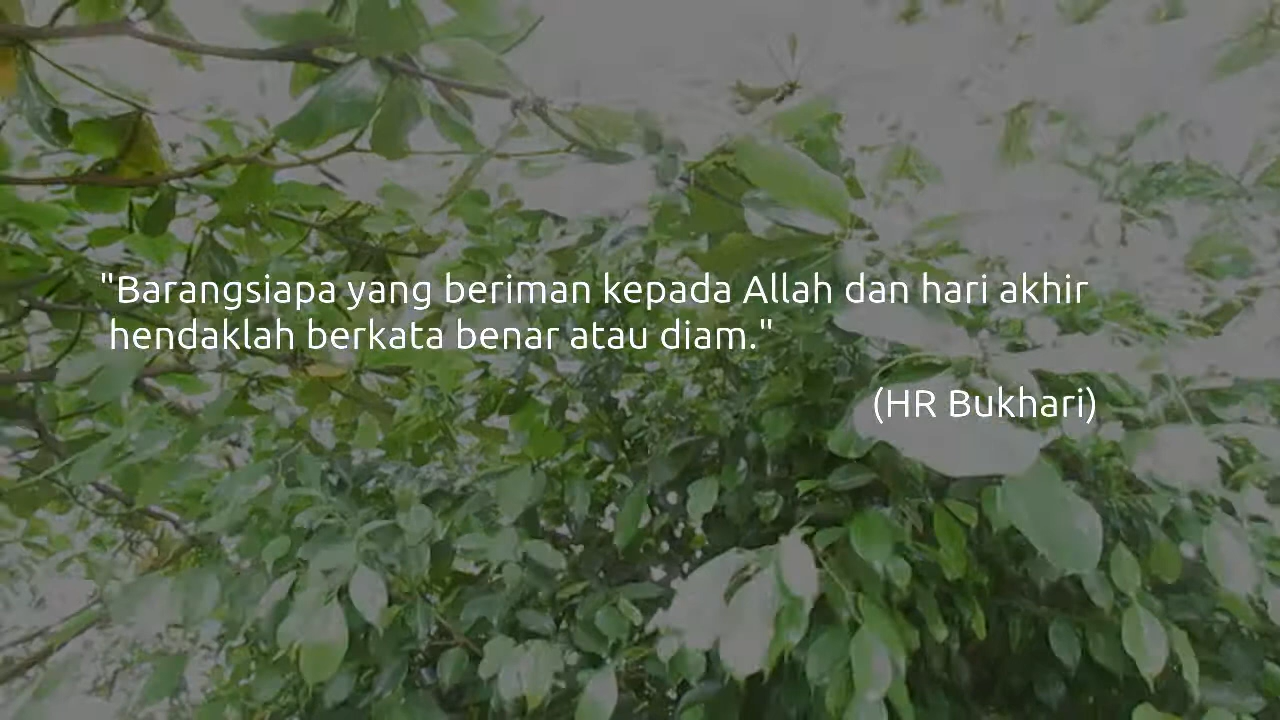 "Barangsiapa yang beriman kepada Allah dan hari akhir
hendaklah berkata benar atau diam."
(HR Bukhari)